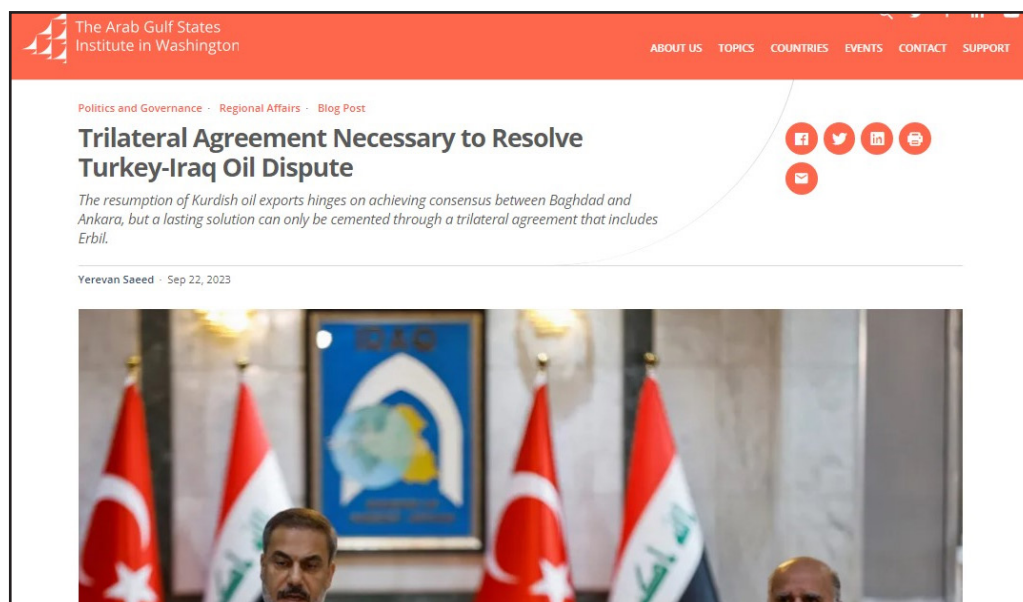 The Arab Gulf States
Institute in Washington
ABOUT US TOPICS COUNTRIES EVENTS CONTACT SUPPORT
Politics and Governance · Regional Affairs · Blog Post
Trilateral Agreement Necessary to Resolve
Turkey-Iraq Oil Dispute
The resumption of Kurdish oil exports hinges on achieving consensus between Baghdad and
Ankara, but a lasting solution can only be cemented through a trilateral agreement that includes
Erbil.
Yerevan Saeed · Sep 22, 2023
IRAQ